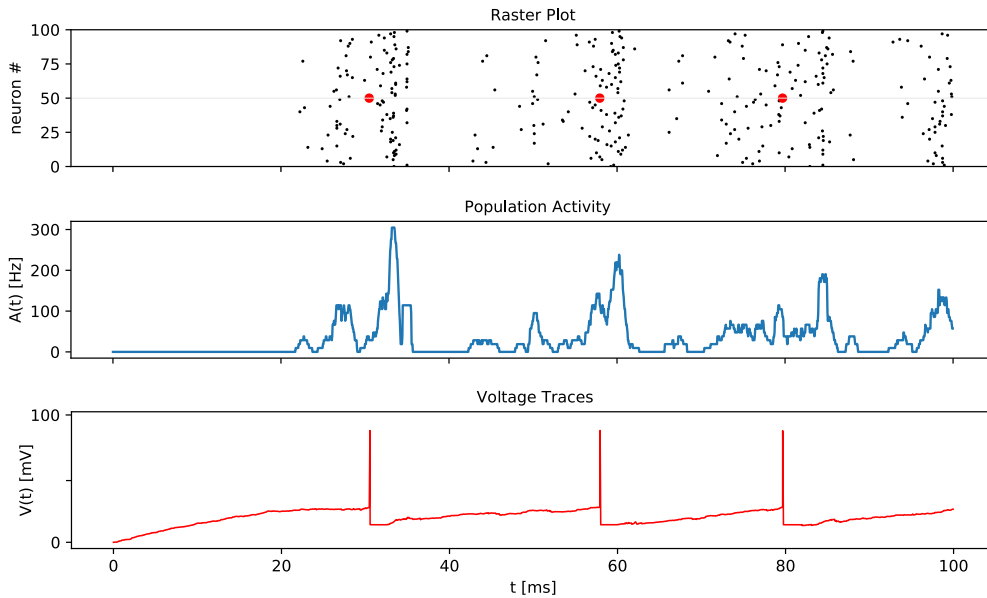 Raster Plot
100
75
50
25
0
neuron #
Population Activity
300
200
100
0
A(t) [Hz]
Voltage Traces
100
0
V(t) [mV]
0 20 40 60 80 100
t [ms]